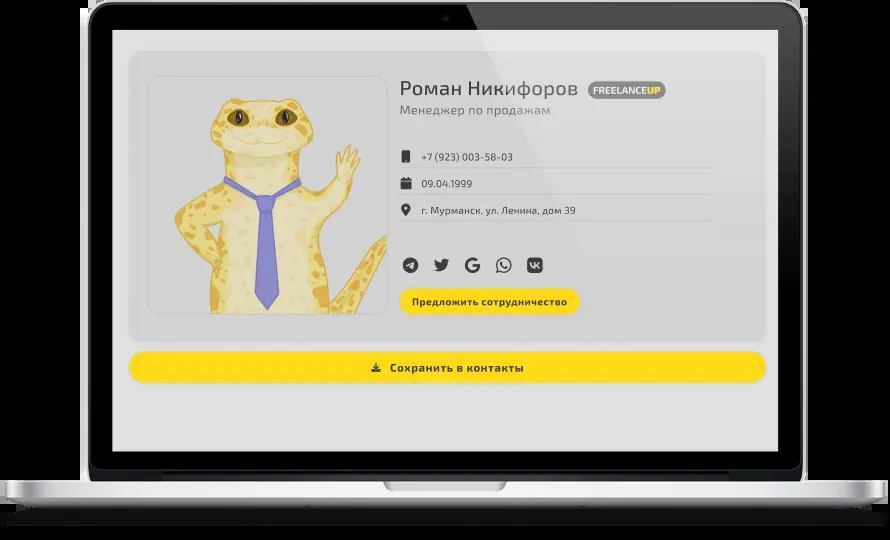 Роман Никифоров FREELANCEUP
Менеджер по продажам
+7 (923) 003-58-03
09.04.1999
г. Мурманск, ул. Ленина, дом 39
Предложить сотрудничество
Сохранить в контакты